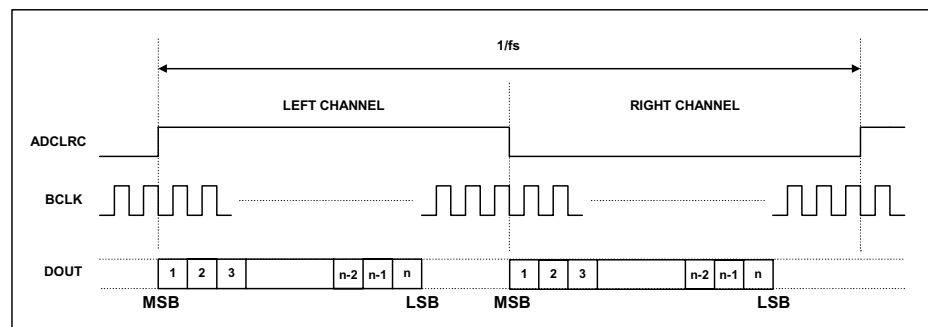 1/fs
LEFT CHANNEL RIGHT CHANNEL
ADCLRC
BCLK
DOUT 1 2 3 n-2 n-1 n 1 2 3 n-2 n-1 n
MSB LSB MSB LSB